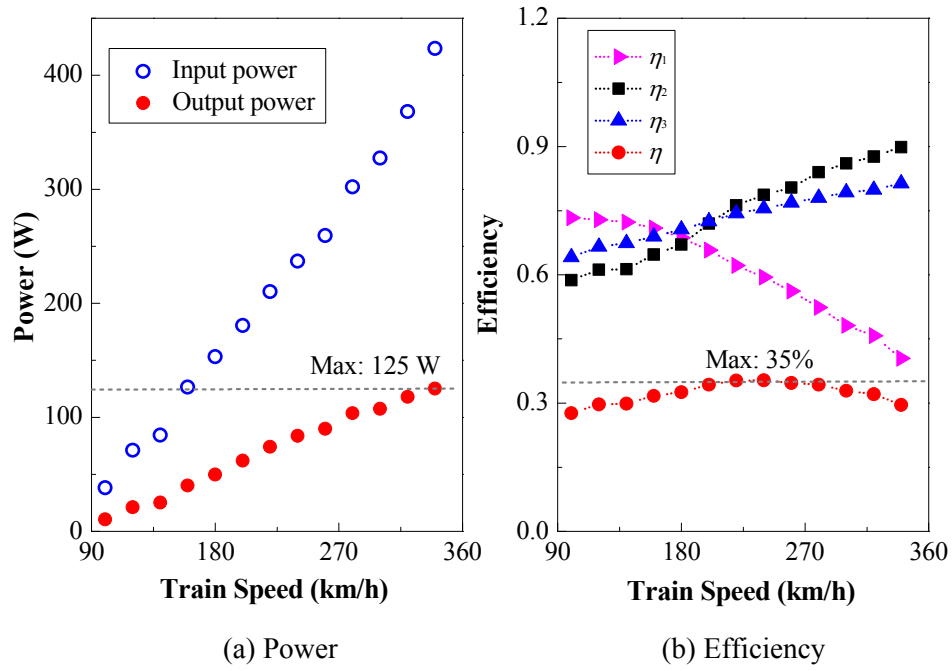 400
300
200
100
0
90
180
270
360
Power (W)
Train Speed (km/h)
Input power
Output power
Max: 125 W
(a) Power
1.2
0.9
0.6
0.3
0.0
90
180
270
360
Efficiency
Train Speed (km/h)
η₁
η₂
η₃
η
Max: 35%
(b) Efficiency